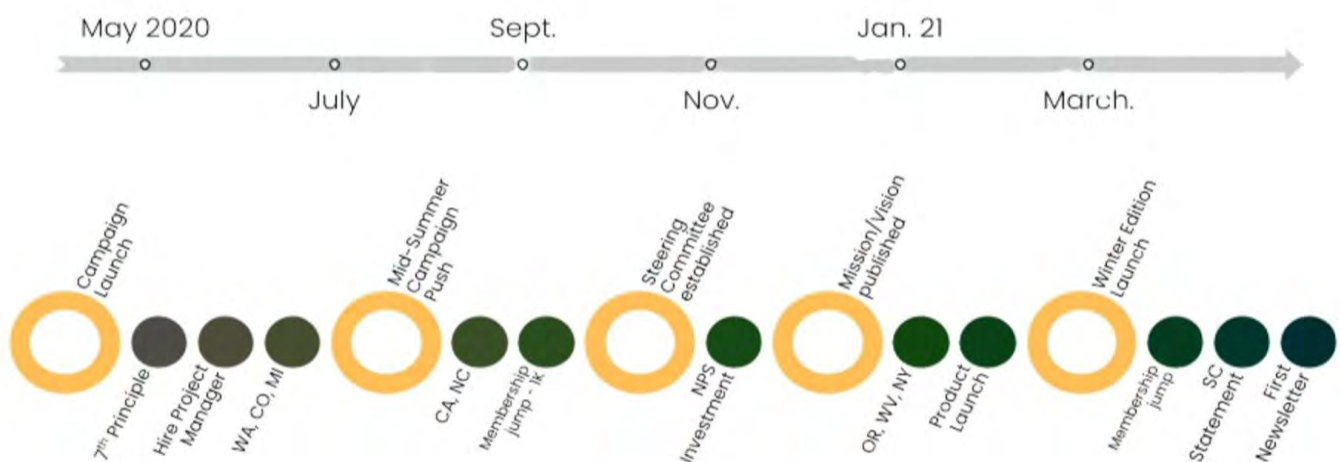 May 2020
Sept.
Jan. 21
July
Nov.
March.
Campaign
Launch
7th Principle
Hire Project
Manager
WA, CO, MI
Mid-Summer
Campaign
Push
CA, NC
Membership
jump - 1K
Steering
Committee
established
NPS
Investment
Mission/Vision
published
OR, WV, NY
Product
Launch
Winter Edition
Launch
Membership
jump
SC
Statement
First
Newsletter